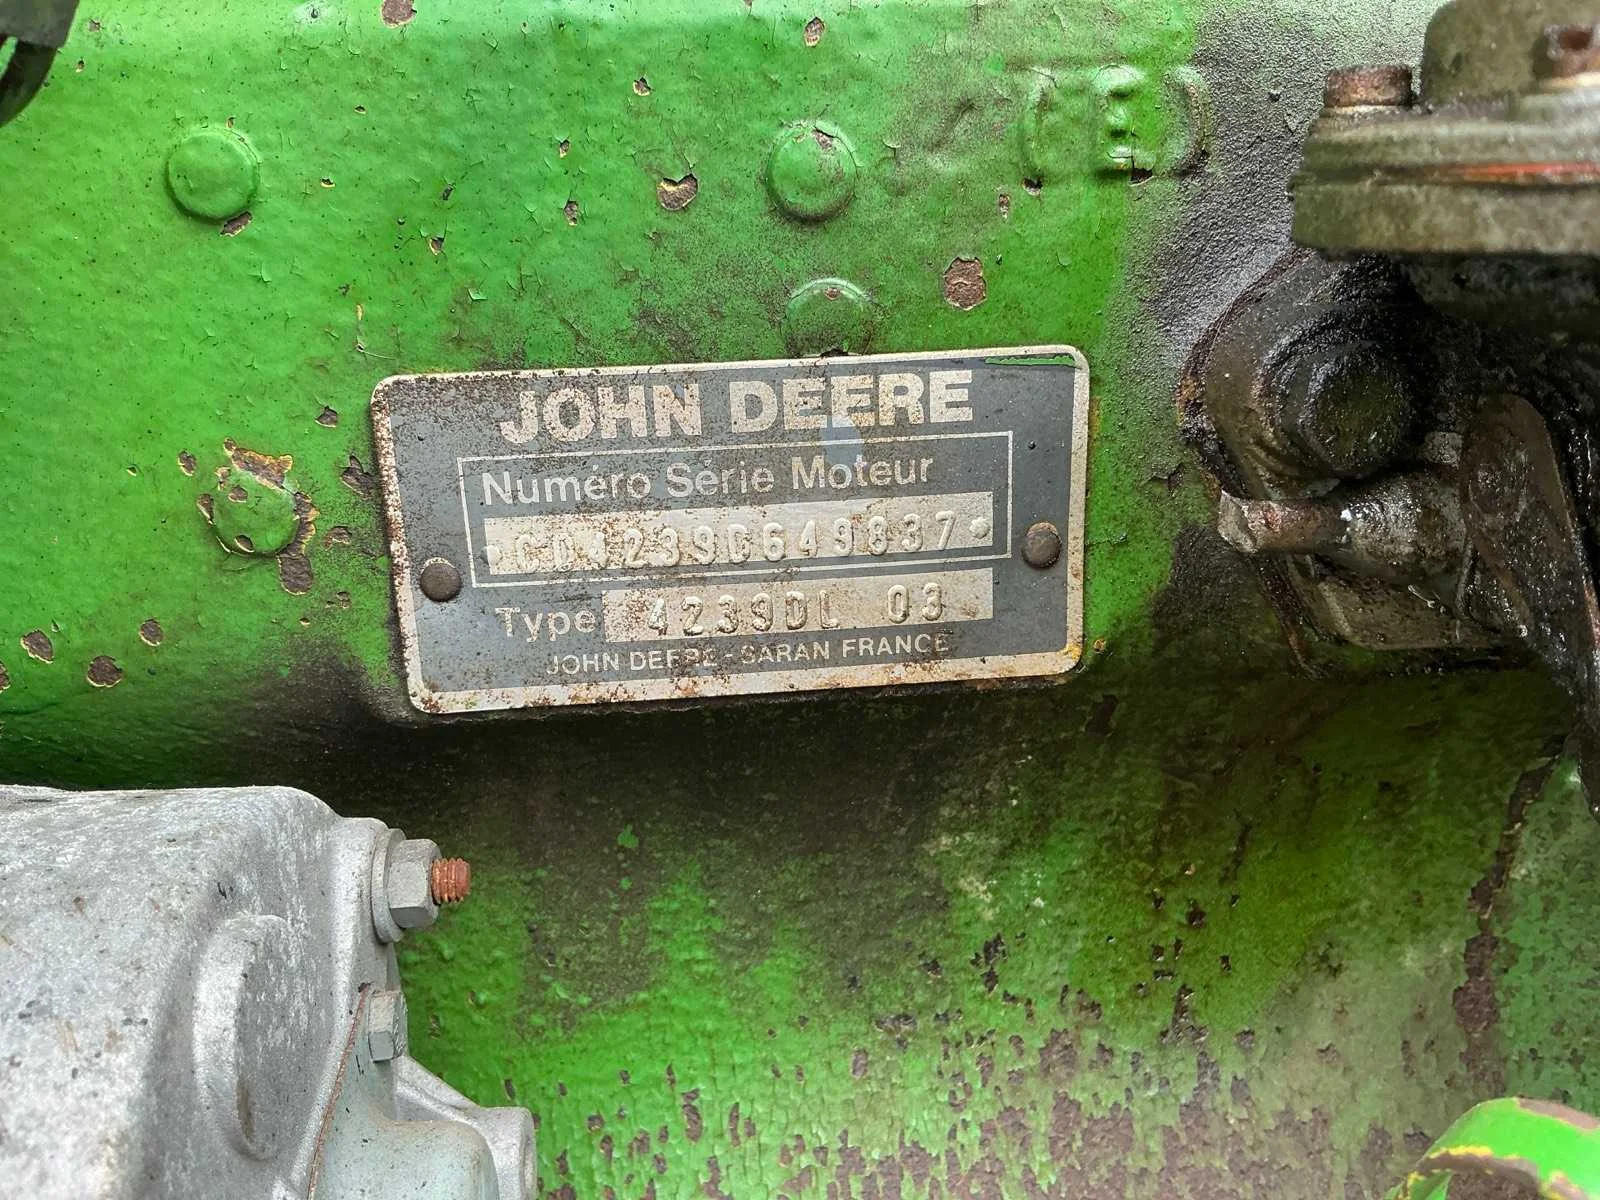 (E)
JOHN DEERE
Numéro Série Moteur
*CD4239D649837*
Type 4239DL 03
JOHN DEERE - SARAN FRANCE